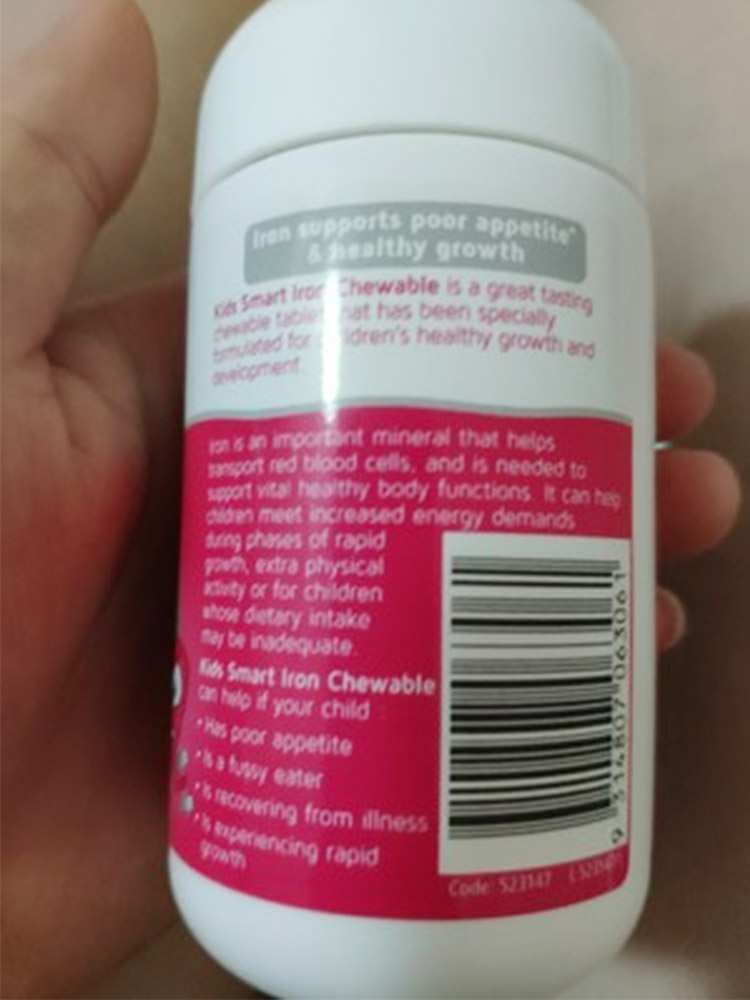 Iron supports poor appetite*
& healthy growth
Kids Smart Iron Chewable is a great tasting
chewable tablet that has been specially
formulated for children's healthy growth and
development.
Iron is an important mineral that helps
transport red blood cells, and is needed to
support vital healthy body functions. It can help
children meet increased energy demands
during phases of rapid
growth, extra physical
activity or for children
whose dietary intake
may be inadequate.
Kids Smart Iron Chewable
can help if your child
• Has poor appetite
• Is a fussy eater
• Is recovering from illness
• Is experiencing rapid
growth
9 314807 063061
Code: 523147